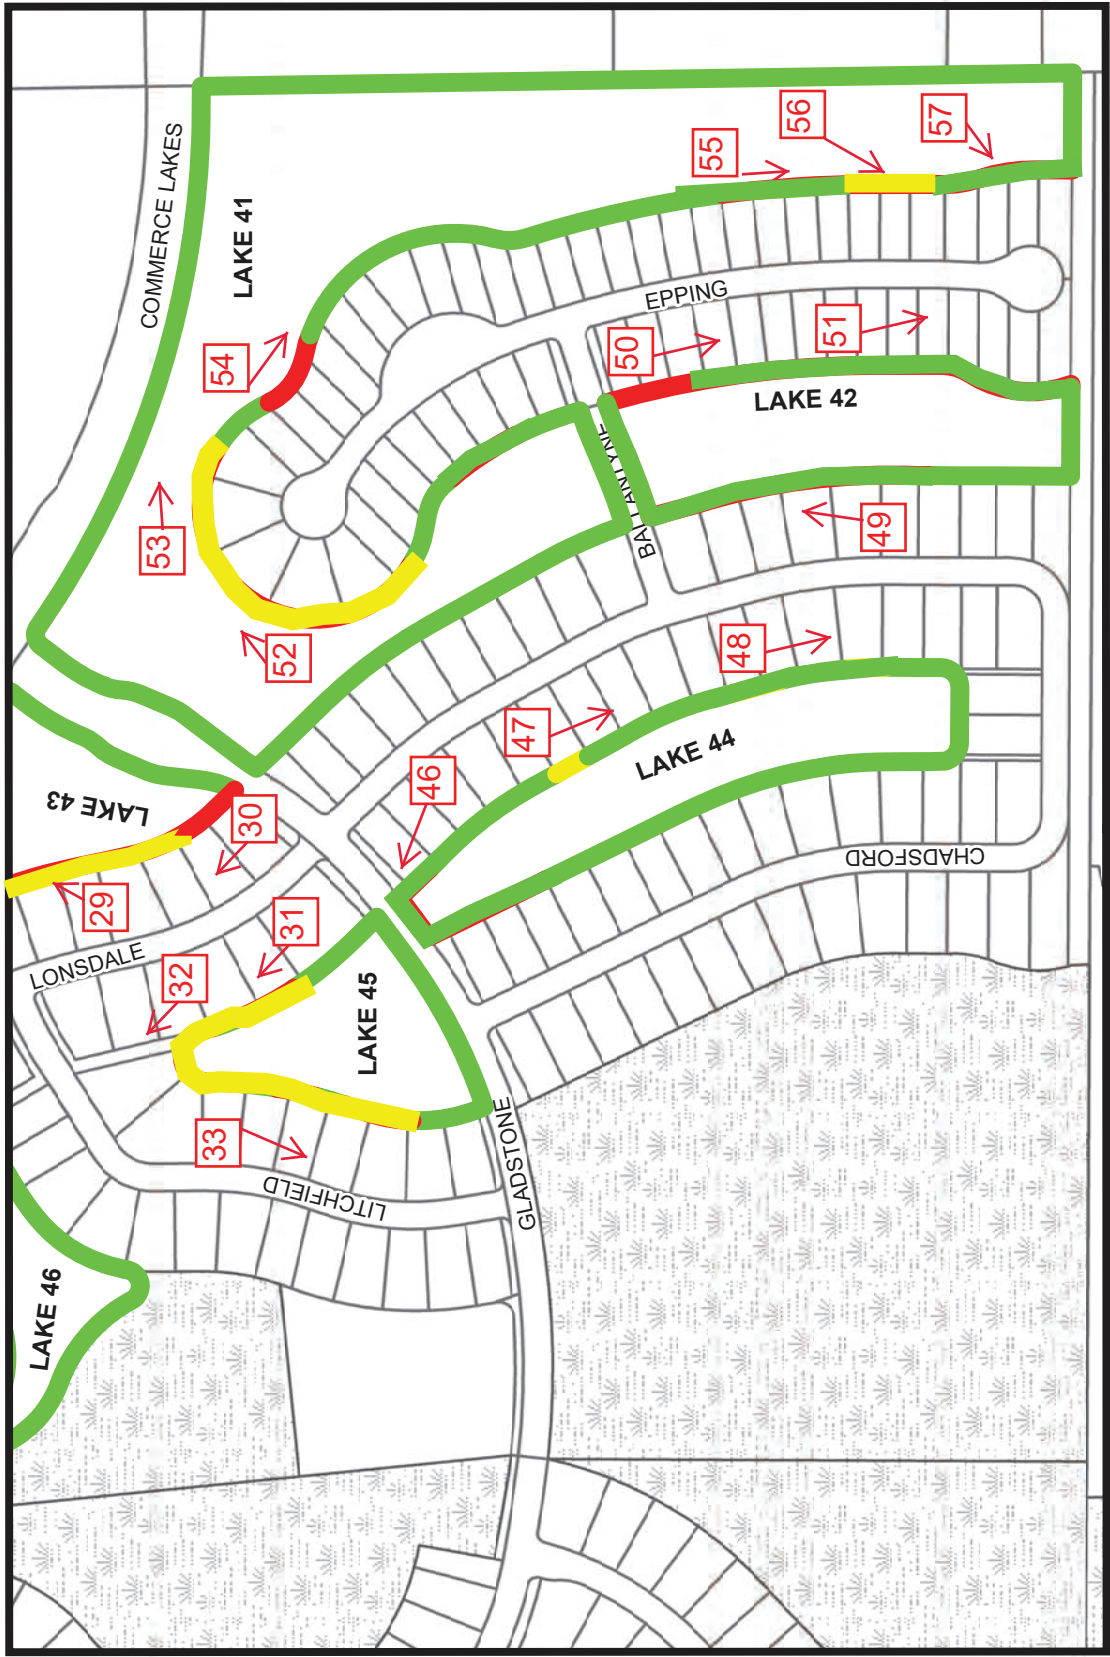 COMMERCE LAKES
LAKE 41
57
56
55
54
EPPING
51
50
LAKE 42
53
49
BALLANTYNE
52
48
47
LAKE 44
46
LAKE 43
30
CHADSFORD
29
31
LONSDALE
32
LAKE 45
33
GLADSTONE
LITCHFIELD
LAKE 46